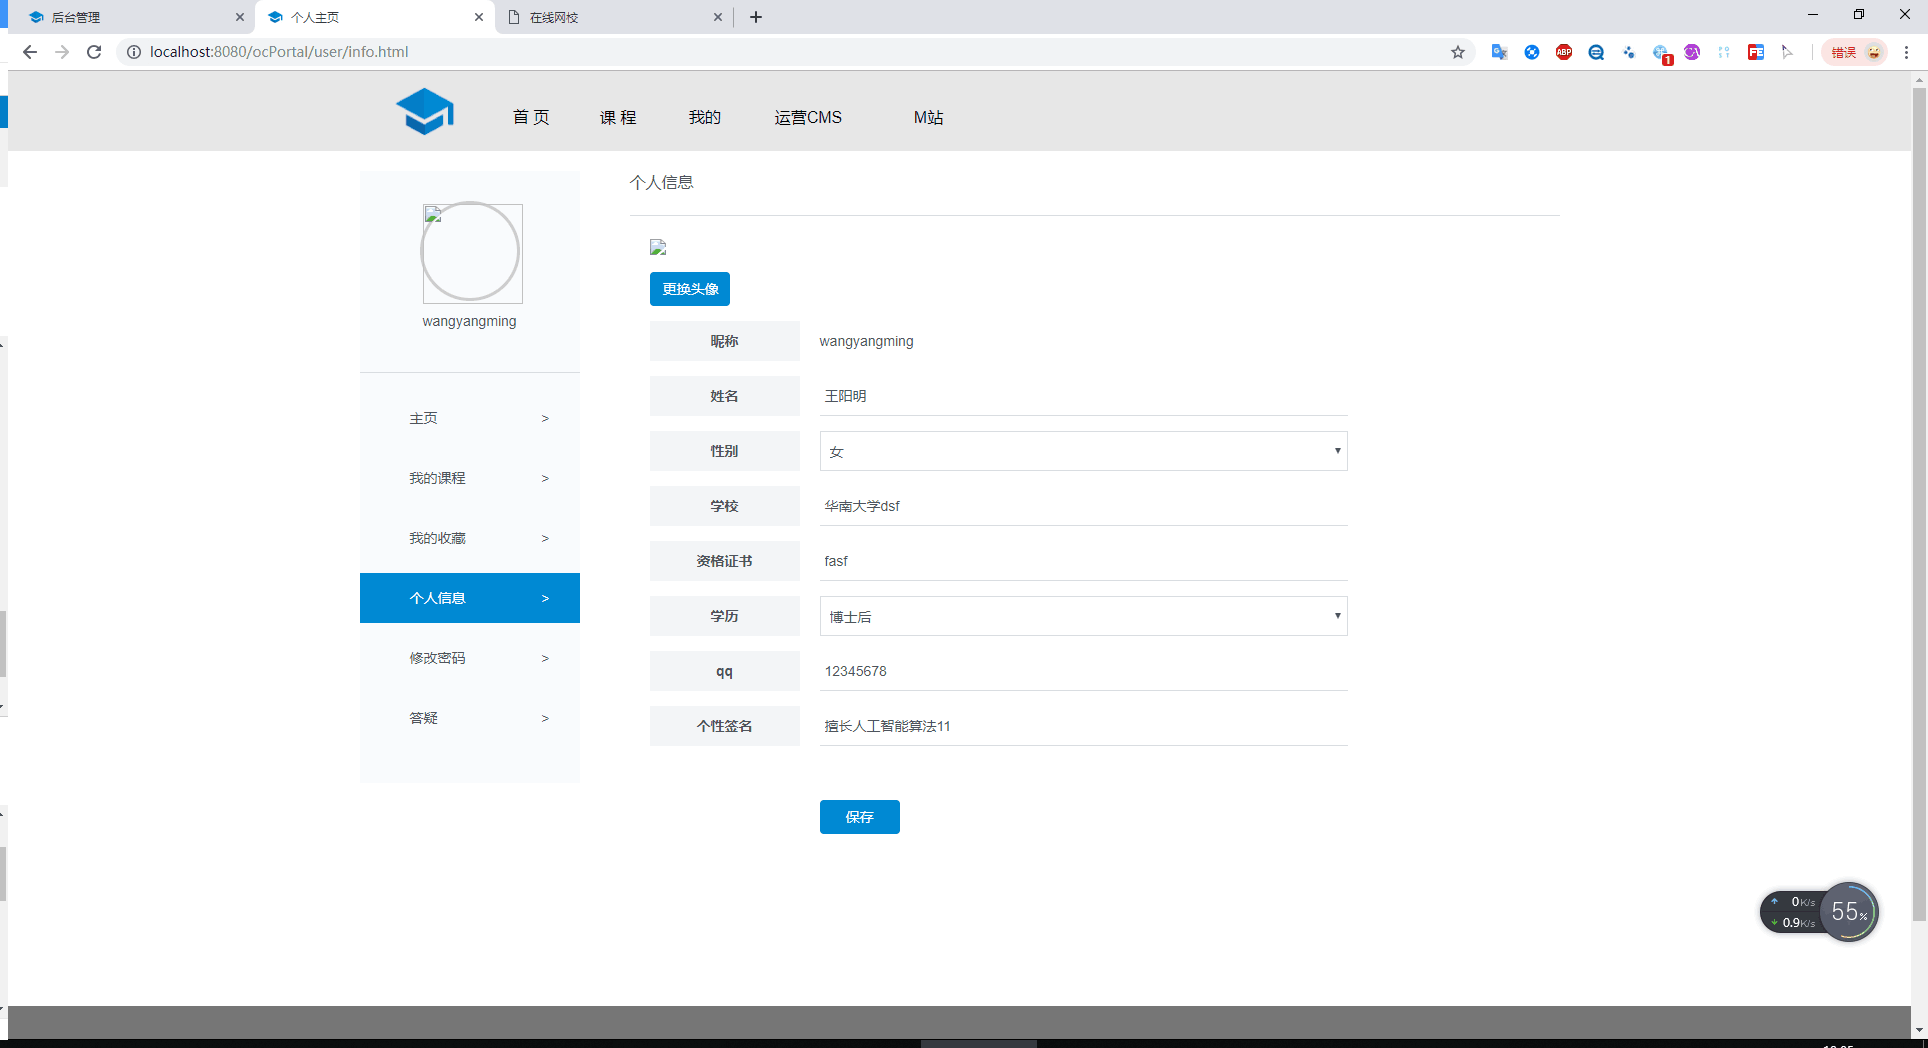 后台管理
个人主页
在线网校
localhost:8080/ocPortal/user/info.html
ABP
1
错误
首 页 课 程 我的 运营CMS M站
wangyangming
主页 >
我的课程 >
我的收藏 >
个人信息 >
修改密码 >
答疑 >
个人信息
更换头像
昵称 wangyangming
姓名 王阳明
性别 女
学校 华南大学dsf
资格证书 fasf
学历 博士后
qq 12345678
个性签名 擅长人工智能算法11
保存
0K/s
0.9K/s
55%